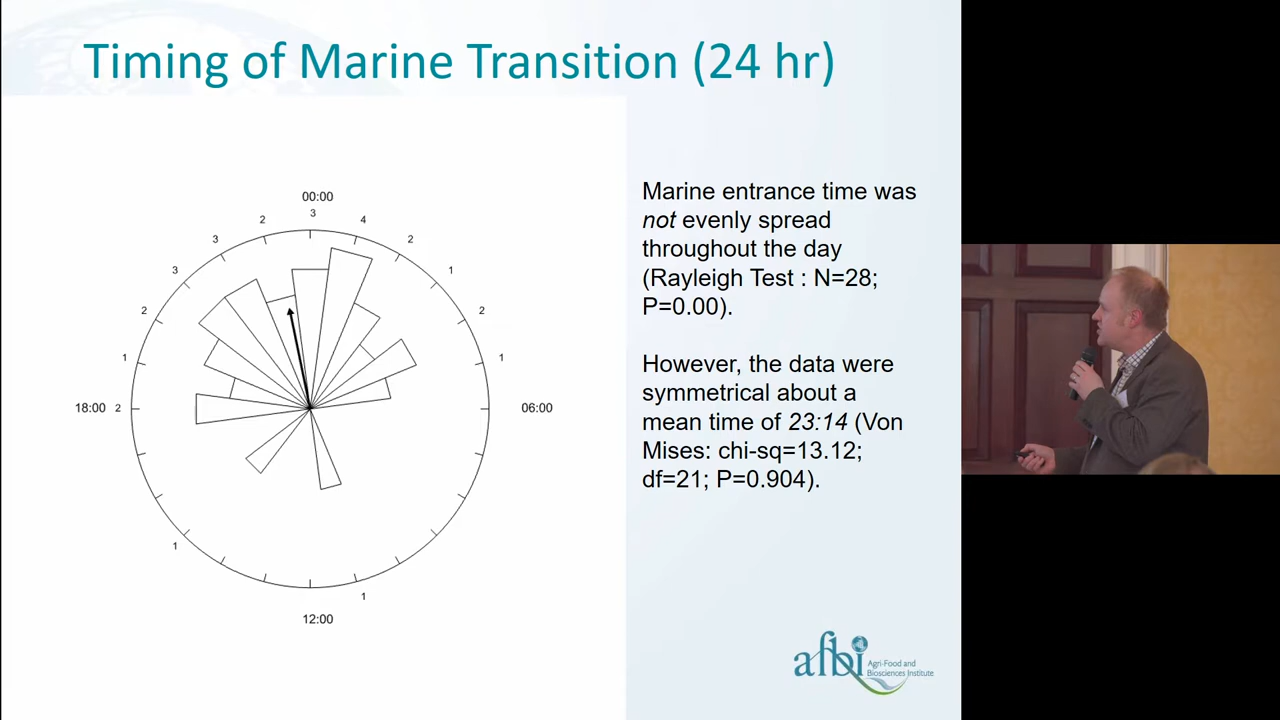 Timing of Marine Transition (24 hr)
00:00
3
2
4
3
2
3
1
2
2
1
1
18:00 2
06:00
1
1
12:00
Marine entrance time was
not evenly spread
throughout the day
(Rayleigh Test : N=28;
P=0.00).
However, the data were
symmetrical about a
mean time of 23:14 (Von
Mises: chi-sq=13.12;
df=21; P=0.904).
afbi
Agri-Food and
Biosciences Institute